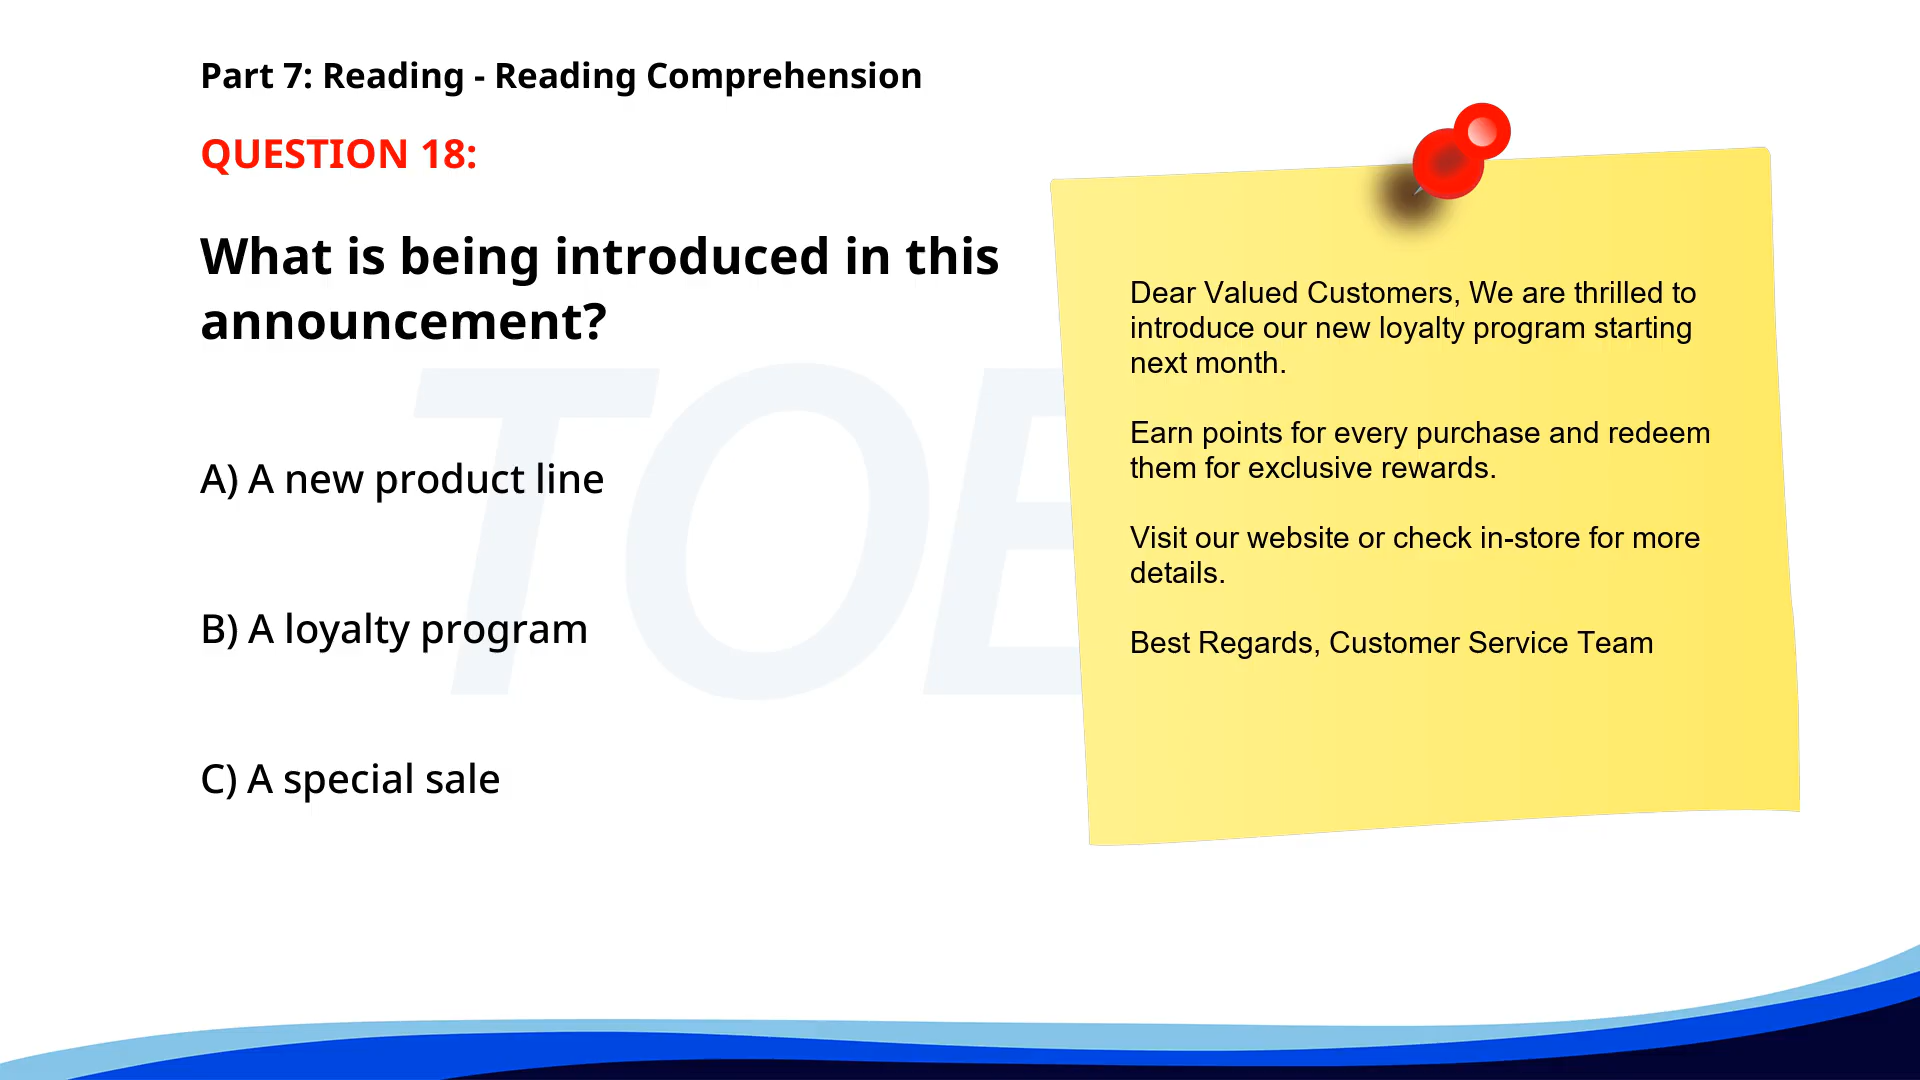 Part 7: Reading - Reading Comprehension
QUESTION 18:
What is being introduced in this
announcement?
A) A new product line
B) A loyalty program
C) A special sale
Dear Valued Customers, We are thrilled to
introduce our new loyalty program starting
next month.
Earn points for every purchase and redeem
them for exclusive rewards.
Visit our website or check in-store for more
details.
Best Regards, Customer Service Team
TOE